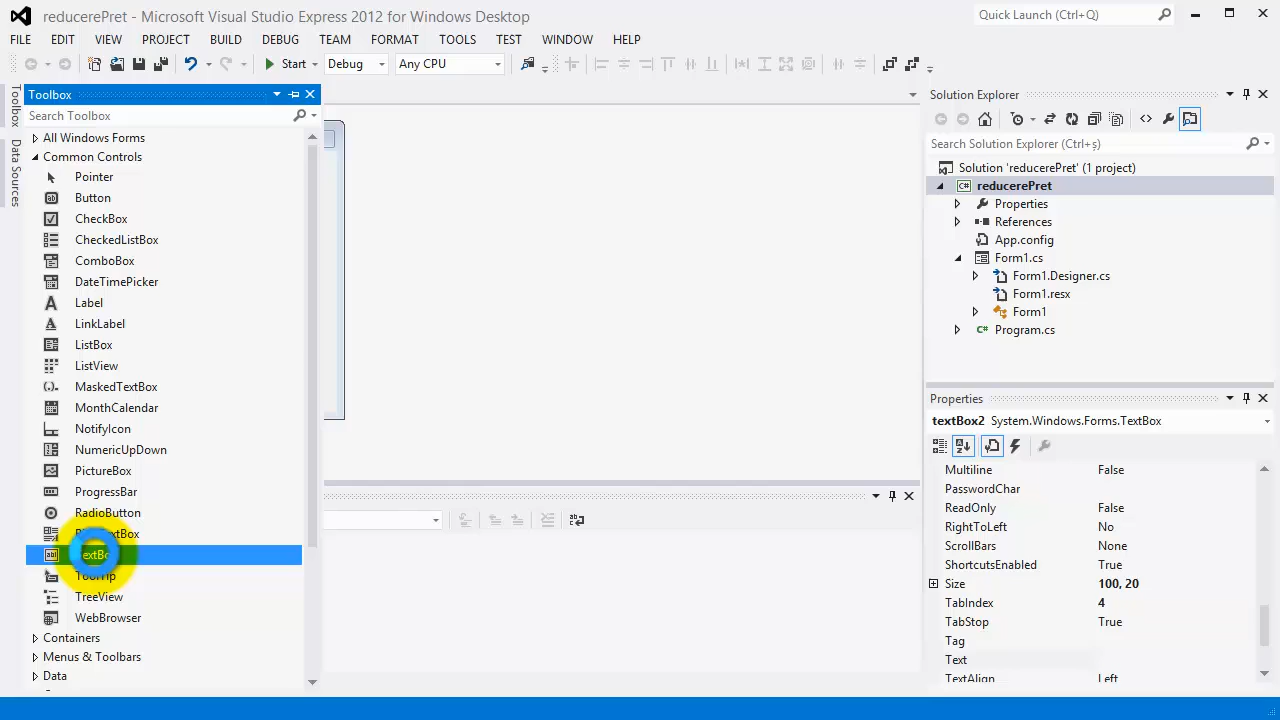 reducerePret - Microsoft Visual Studio Express 2012 for Windows Desktop
Quick Launch (Ctrl+Q)
FILE EDIT VIEW PROJECT BUILD DEBUG TEAM FORMAT TOOLS TEST WINDOW HELP
Start Debug Any CPU
Toolbox
Data Sources
Toolbox
Search Toolbox
All Windows Forms
Common Controls
Pointer
Button
CheckBox
CheckedListBox
ComboBox
DateTimePicker
Label
LinkLabel
ListBox
ListView
MaskedTextBox
MonthCalendar
NotifyIcon
NumericUpDown
PictureBox
ProgressBar
RadioButton
RichTextBox
TextBox
ToolTip
TreeView
WebBrowser
Containers
Menus & Toolbars
Data
Solution Explorer
Search Solution Explorer (Ctrl+ș)
Solution 'reducerePret' (1 project)
reducerePret
Properties
References
App.config
Form1.cs
Form1.Designer.cs
Form1.resx
Form1
Program.cs
Properties
textBox2 System.Windows.Forms.TextBox
Multiline False
PasswordChar
ReadOnly False
RightToLeft No
ScrollBars None
ShortcutsEnabled True
Size 100, 20
TabIndex 4
TabStop True
Tag
Text
TextAlign Left